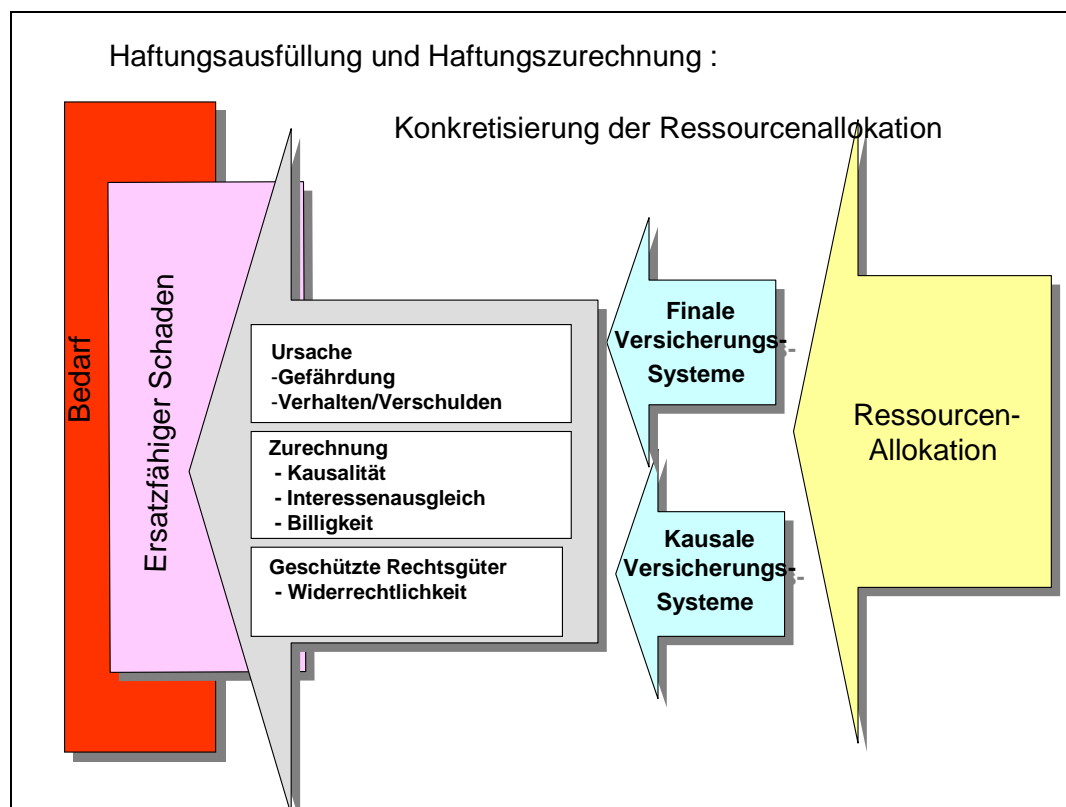 Haftungsausfüllung und Haftungszurechnung :
Konkretisierung der Ressourcenallokation
Bedarf
Ersatzfähiger Schaden
Ursache
-Gefährdung
-Verhalten/Verschulden
Zurechnung
- Kausalität
- Interessenausgleich
- Billigkeit
Geschützte Rechtsgüter
- Widerrechtlichkeit
Finale
Versicherungs-
Systeme
Kausale
Versicherungs-
Systeme
Ressourcen-
Allokation